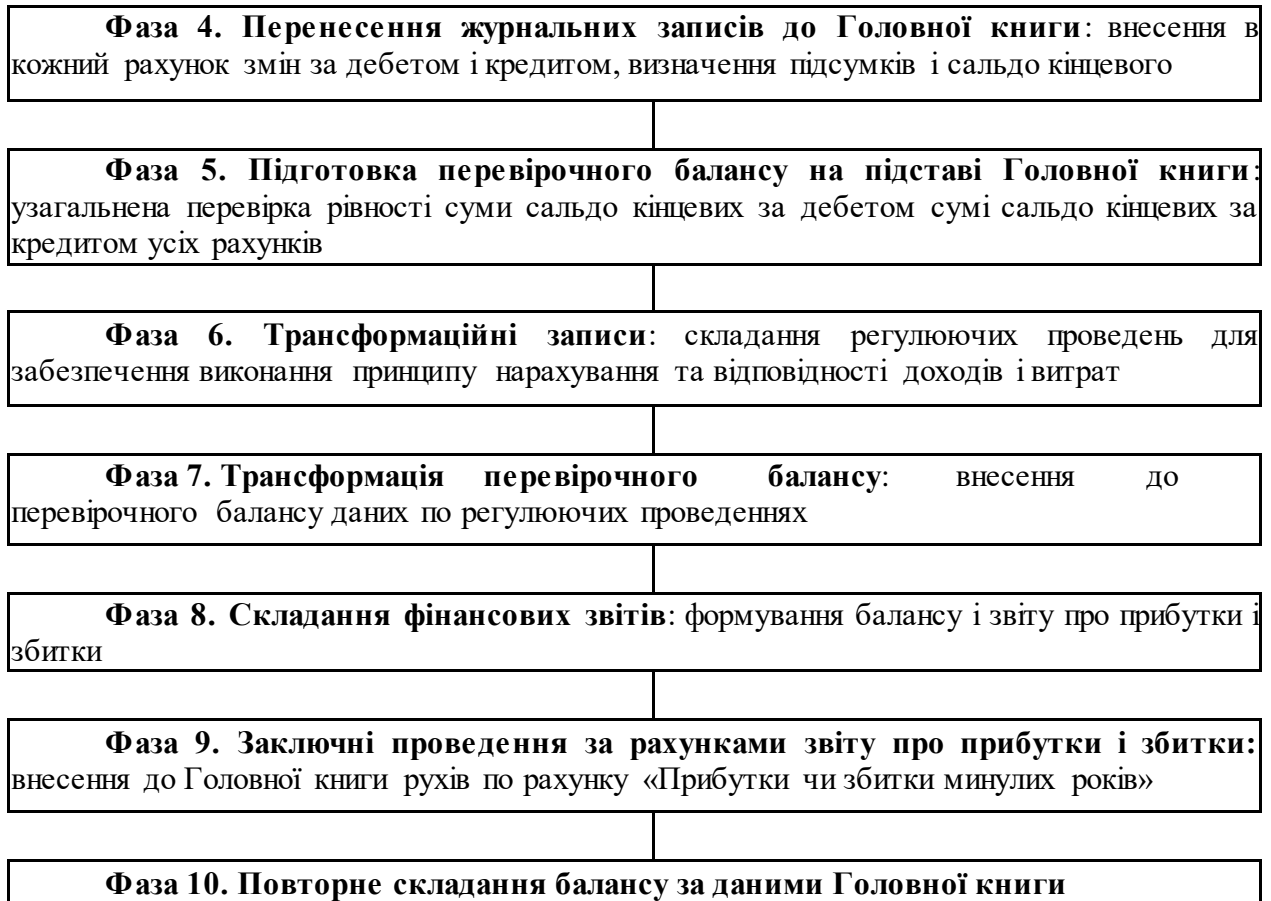 Фаза 4. Перенесення журнальних записів до Головної книги: внесення в
кожний рахунок змін за дебетом і кредитом, визначення підсумків і сальдо кінцевого
Фаза 5. Підготовка перевірочного балансу на підставі Головної книги:
узагальнена перевірка рівності суми сальдо кінцевих за дебетом сумі сальдо кінцевих за
кредитом усіх рахунків
Фаза 6. Трансформаційні записи: складання регулюючих проведень для
забезпечення виконання принципу нарахування та відповідності доходів і витрат
Фаза 7. Трансформація перевірочного балансу: внесення до
перевірочного балансу даних по регулюючих проведеннях
Фаза 8. Складання фінансових звітів: формування балансу і звіту про прибутки і
збитки
Фаза 9. Заключні проведення за рахунками звіту про прибутки і збитки:
внесення до Головної книги рухів по рахунку «Прибутки чи збитки минулих років»
Фаза 10. Повторне складання балансу за даними Головної книги